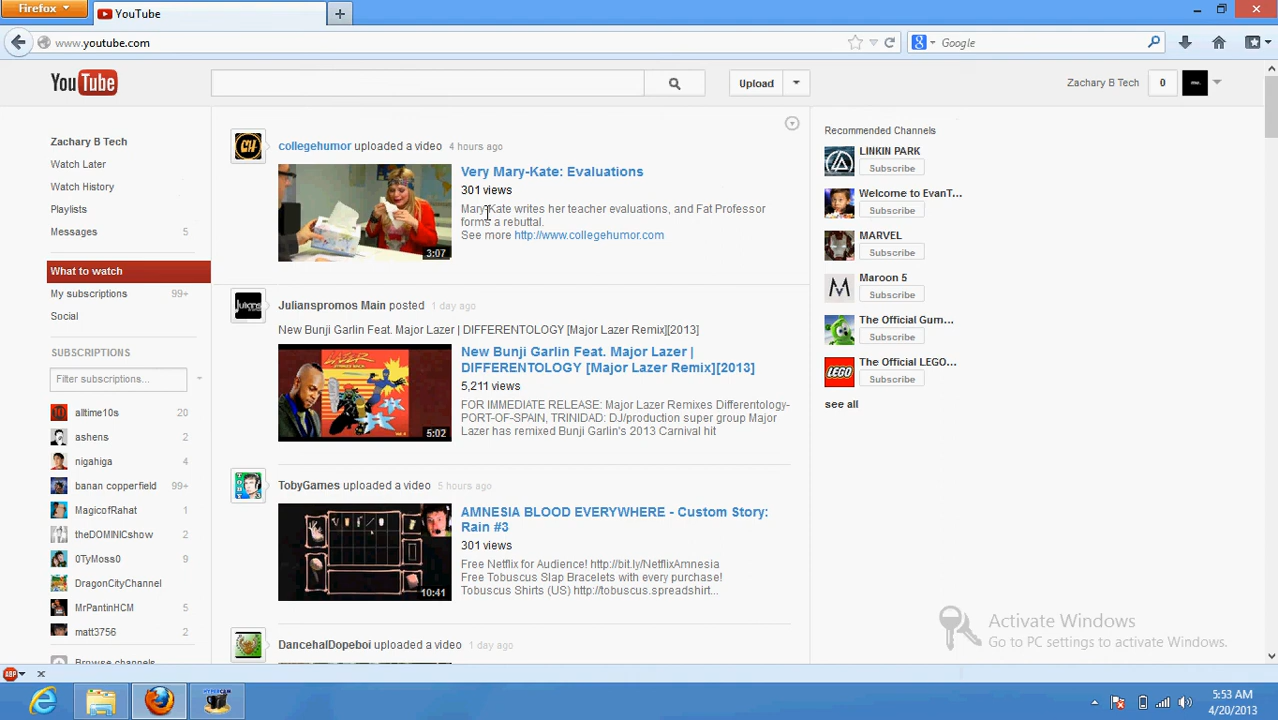 Firefox
YouTube
www.youtube.com
Google
YouTube
Upload
Zachary B Tech
0
Zachary B Tech
Watch Later
Watch History
Playlists
Messages 5
What to watch
My subscriptions 99+
Social
SUBSCRIPTIONS
Filter subscriptions...
alltime10s 20
ashens 2
nigahiga 4
banan copperfield 99+
MagicofRahat 1
theDOMINICshow 2
0TyMoss0 9
DragonCityChannel
MrPantinHCM 5
matt3756 2
Browse channels
collegehumor uploaded a video 4 hours ago
Very Mary-Kate: Evaluations
301 views
Mary-Kate writes her teacher evaluations, and Fat Professor
forms a rebuttal.
See more http://www.collegehumor.com
3:07
Julianspromos Main posted 1 day ago
New Bunji Garlin Feat. Major Lazer | DIFFERENTOLOGY [Major Lazer Remix][2013]
New Bunji Garlin Feat. Major Lazer |
DIFFERENTOLOGY [Major Lazer Remix][2013]
5,211 views
FOR IMMEDIATE RELEASE: Major Lazer Remixes Differentology-
PORT-OF-SPAIN, TRINIDAD: DJ/production super group Major
Lazer has remixed Bunji Garlin's 2013 Carnival hit
5:02
TobyGames uploaded a video 5 hours ago
AMNESIA BLOOD EVERYWHERE - Custom Story:
Rain #3
301 views
Free Netflix for Audience! http://bit.ly/NetflixAmnesia
Free Tobuscus Slap Bracelets with every purchase!
Tobuscus Shirts (US) http://tobuscus.spreadshirt...
10:41
DancehalDopeboi uploaded a video 1 day ago
Recommended Channels
LINKIN PARK
Subscribe
Welcome to EvanT...
Subscribe
MARVEL
Subscribe
Maroon 5
Subscribe
The Official Gum...
Subscribe
The Official LEGO...
Subscribe
see all
Activate Windows
Go to PC settings to activate Windows.
ABP
HYPERCAM
5:53 AM
4/20/2013